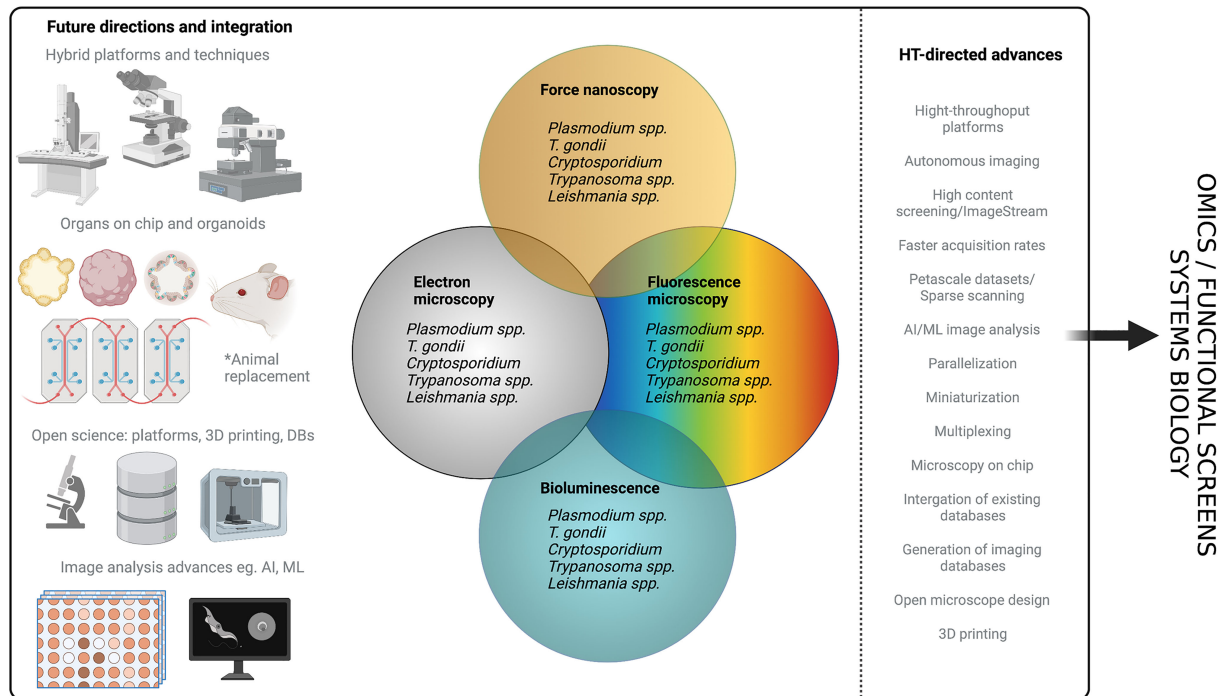 Future directions and integration
Hybrid platforms and techniques
Organs on chip and organoids
*Animal
replacement
Open science: platforms, 3D printing, DBs
Image analysis advances eg. AI, ML
Force nanoscopy
Plasmodium spp.
T. gondii
Cryptosporidium
Trypanosoma spp.
Leishmania spp.
Electron
microscopy
Plasmodium spp.
T. gondii
Cryptosporidium
Trypanosoma spp.
Leishmania spp.
Fluorescence
microscopy
Plasmodium spp.
T. gondii
Cryptosporidium
Trypanosoma spp.
Leishmania spp.
Bioluminescence
Plasmodium spp.
T. gondii
Cryptosporidium
Trypanosoma spp.
Leishmania spp.
HT-directed advances
Hight-throughoput
platforms
Autonomous imaging
High content
screening/ImageStream
Faster acquisition rates
Petascale datasets/
Sparse scanning
AI/ML image analysis
Parallelization
Miniaturization
Multiplexing
Microscopy on chip
Intergation of existing
databases
Generation of imaging
databases
Open microscope design
3D printing
OMICS / FUNCTIONAL SCREENS
SYSTEMS BIOLOGY